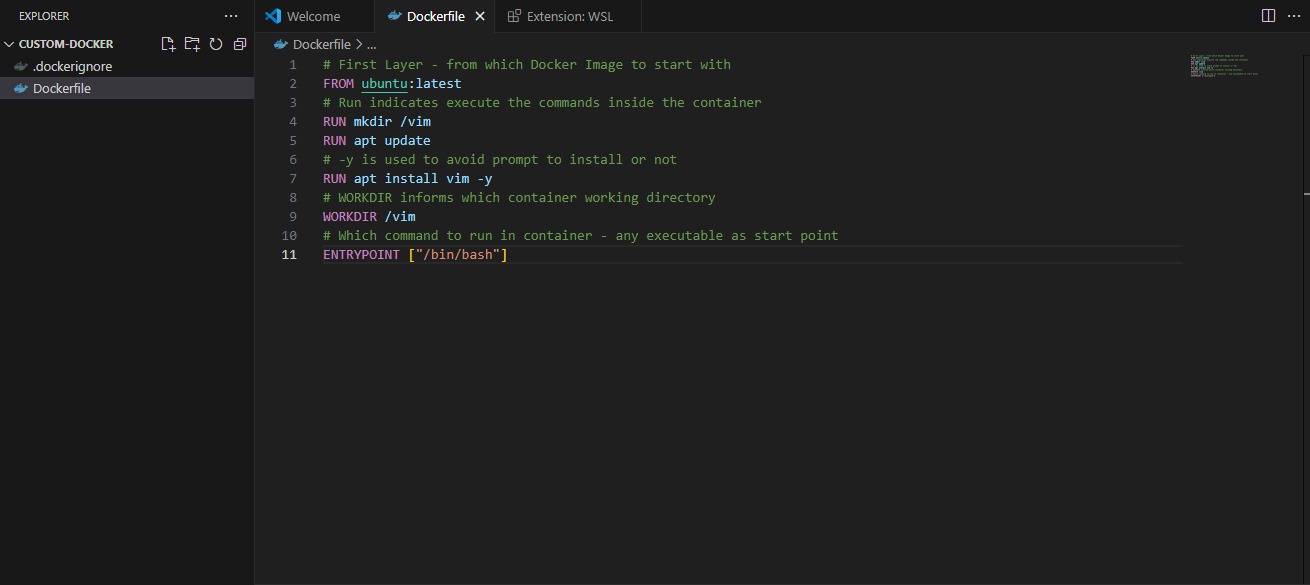 EXPLORER
Welcome
Dockerfile
Extension: WSL
CUSTOM-DOCKER
.dockerignore
Dockerfile
Dockerfile > ...
1 # First Layer - from which Docker Image to start with
2 FROM ubuntu:latest
3 # Run indicates execute the commands inside the container
4 RUN mkdir /vim
5 RUN apt update
6 # -y is used to avoid prompt to install or not
7 RUN apt install vim -y
8 # WORKDIR informs which container working directory
9 WORKDIR /vim
10 # Which command to run in container - any executable as start point
11 ENTRYPOINT ["/bin/bash"]